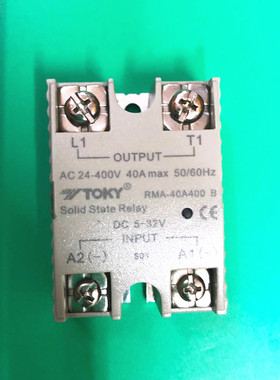 L1 T1
OUTPUT
AC 24-400V 40A max 50/60Hz
TOKY RMA-40A400 B
Solid State Relay
CE
DC 5-32V
INPUT
A2(-) A1(